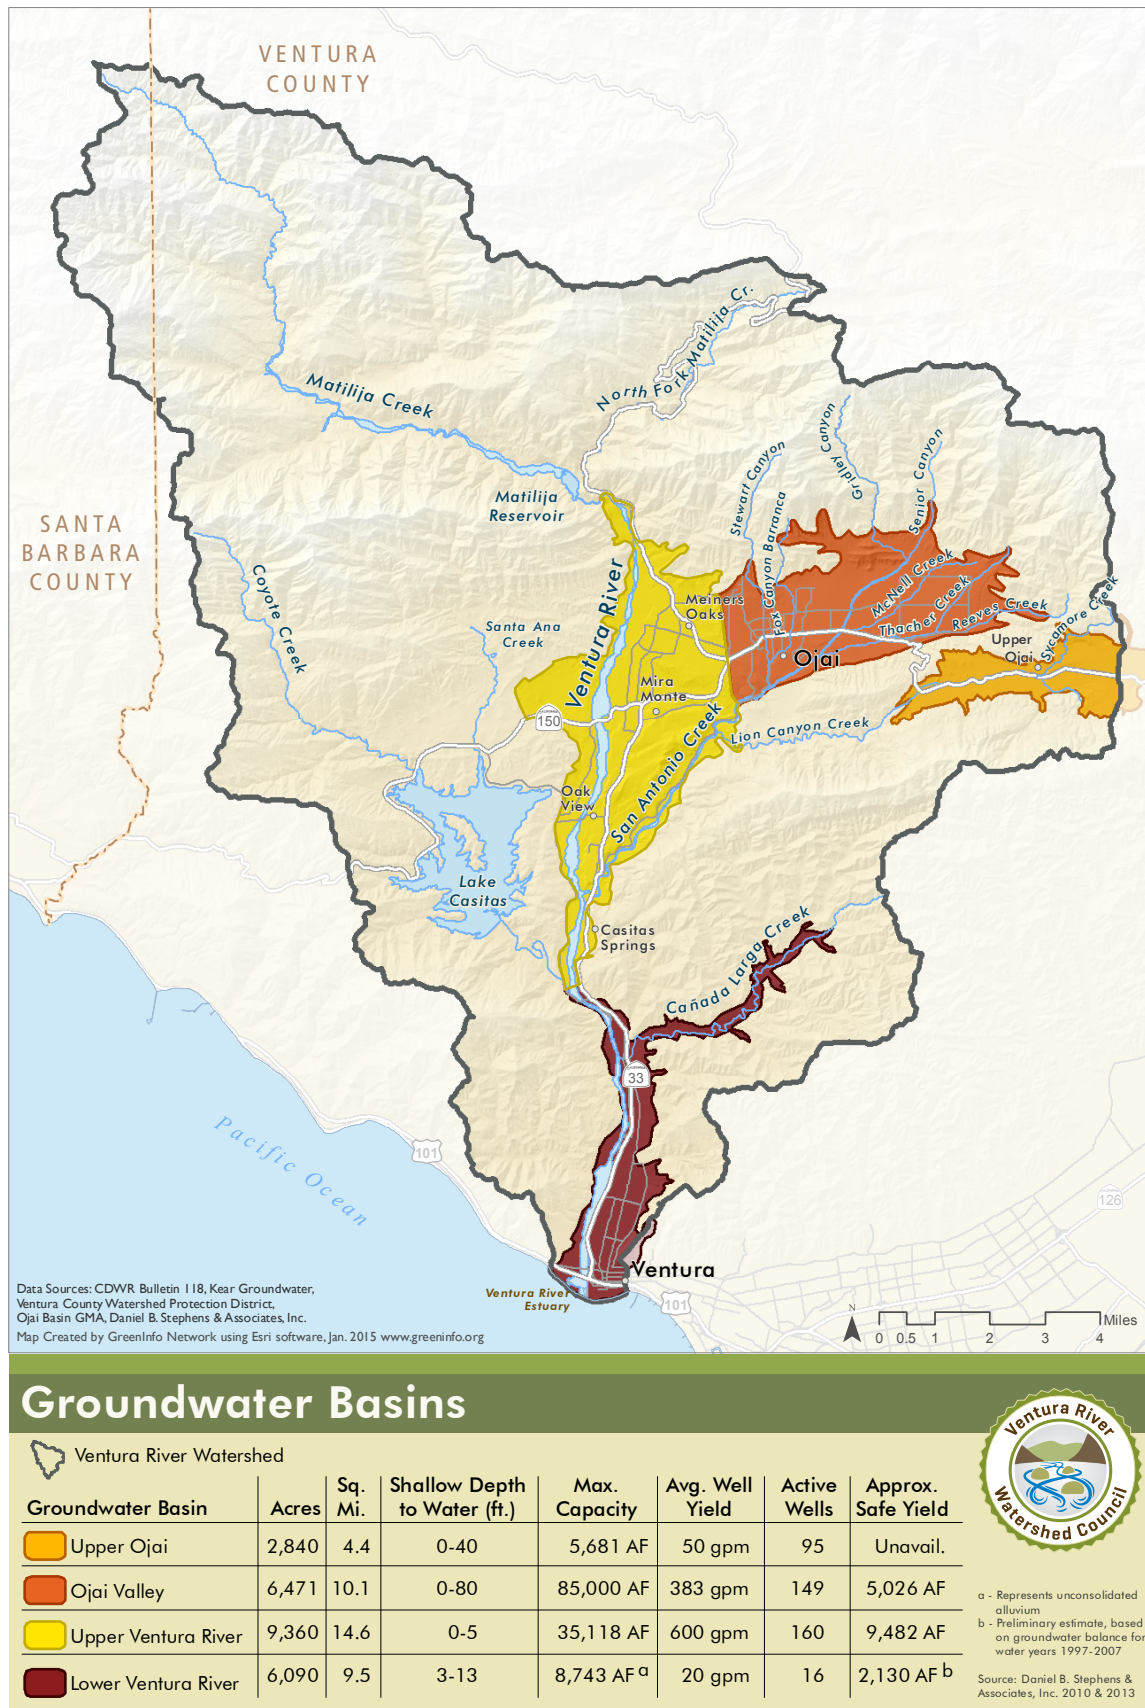 VENTURA
COUNTY
North Fork Matilija Cr.
Matilija Creek
Matilija
Reservoir
SANTA
BARBARA
COUNTY
Stewart Canyon
Fox Canyon Barranca
Gridley Canyon
Senior Canyon
McNell Creek
Thacher Creek
Reeves Creek
Sycamore Creek
Coyote Creek
Santa Ana
Creek
Ventura River
Meiners
Oaks
Ojai
Upper
Ojai
Mira
Monte
150
San Antonio Creek
Lion Canyon Creek
Oak
View
Lake
Casitas
Casitas
Springs
Cañada Larga Creek
CALIFORNIA
33
Pacific Ocean
101
126
Ventura
Ventura River
Estuary
101
Data Sources: CDWR Bulletin 118, Kear Groundwater,
Ventura County Watershed Protection District,
Ojai Basin GMA, Daniel B. Stephens & Associates, Inc.
Map Created by GreenInfo Network using Esri software, Jan. 2015 www.greeninfo.org
N
0 0.5 1 2 3 4 Miles
Groundwater Basins
Ventura River
Watershed Council
Ventura River Watershed
Groundwater Basin Acres Sq. Mi. Shallow Depth to Water (ft.) Max. Capacity Avg. Well Yield Active Wells Approx. Safe Yield
Upper Ojai 2,840 4.4 0-40 5,681 AF 50 gpm 95 Unavail.
Ojai Valley 6,471 10.1 0-80 85,000 AF 383 gpm 149 5,026 AF
Upper Ventura River 9,360 14.6 0-5 35,118 AF 600 gpm 160 9,482 AF
Lower Ventura River 6,090 9.5 3-13 8,743 AF a 20 gpm 16 2,130 AF b
a - Represents unconsolidated
alluvium
b - Preliminary estimate, based
on groundwater balance for
water years 1997-2007
Source: Daniel B. Stephens &
Associates, Inc. 2010 & 2013